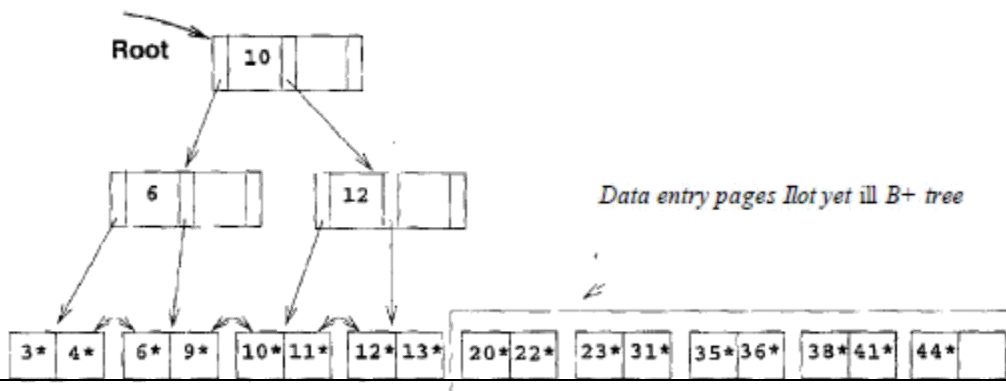 Root
10
6
12
Data entry pages Ilot yet ill B+ tree
3* 4* 6* 9* 10* 11* 12* 13* 20* 22* 23* 31* 35* 36* 38* 41* 44*